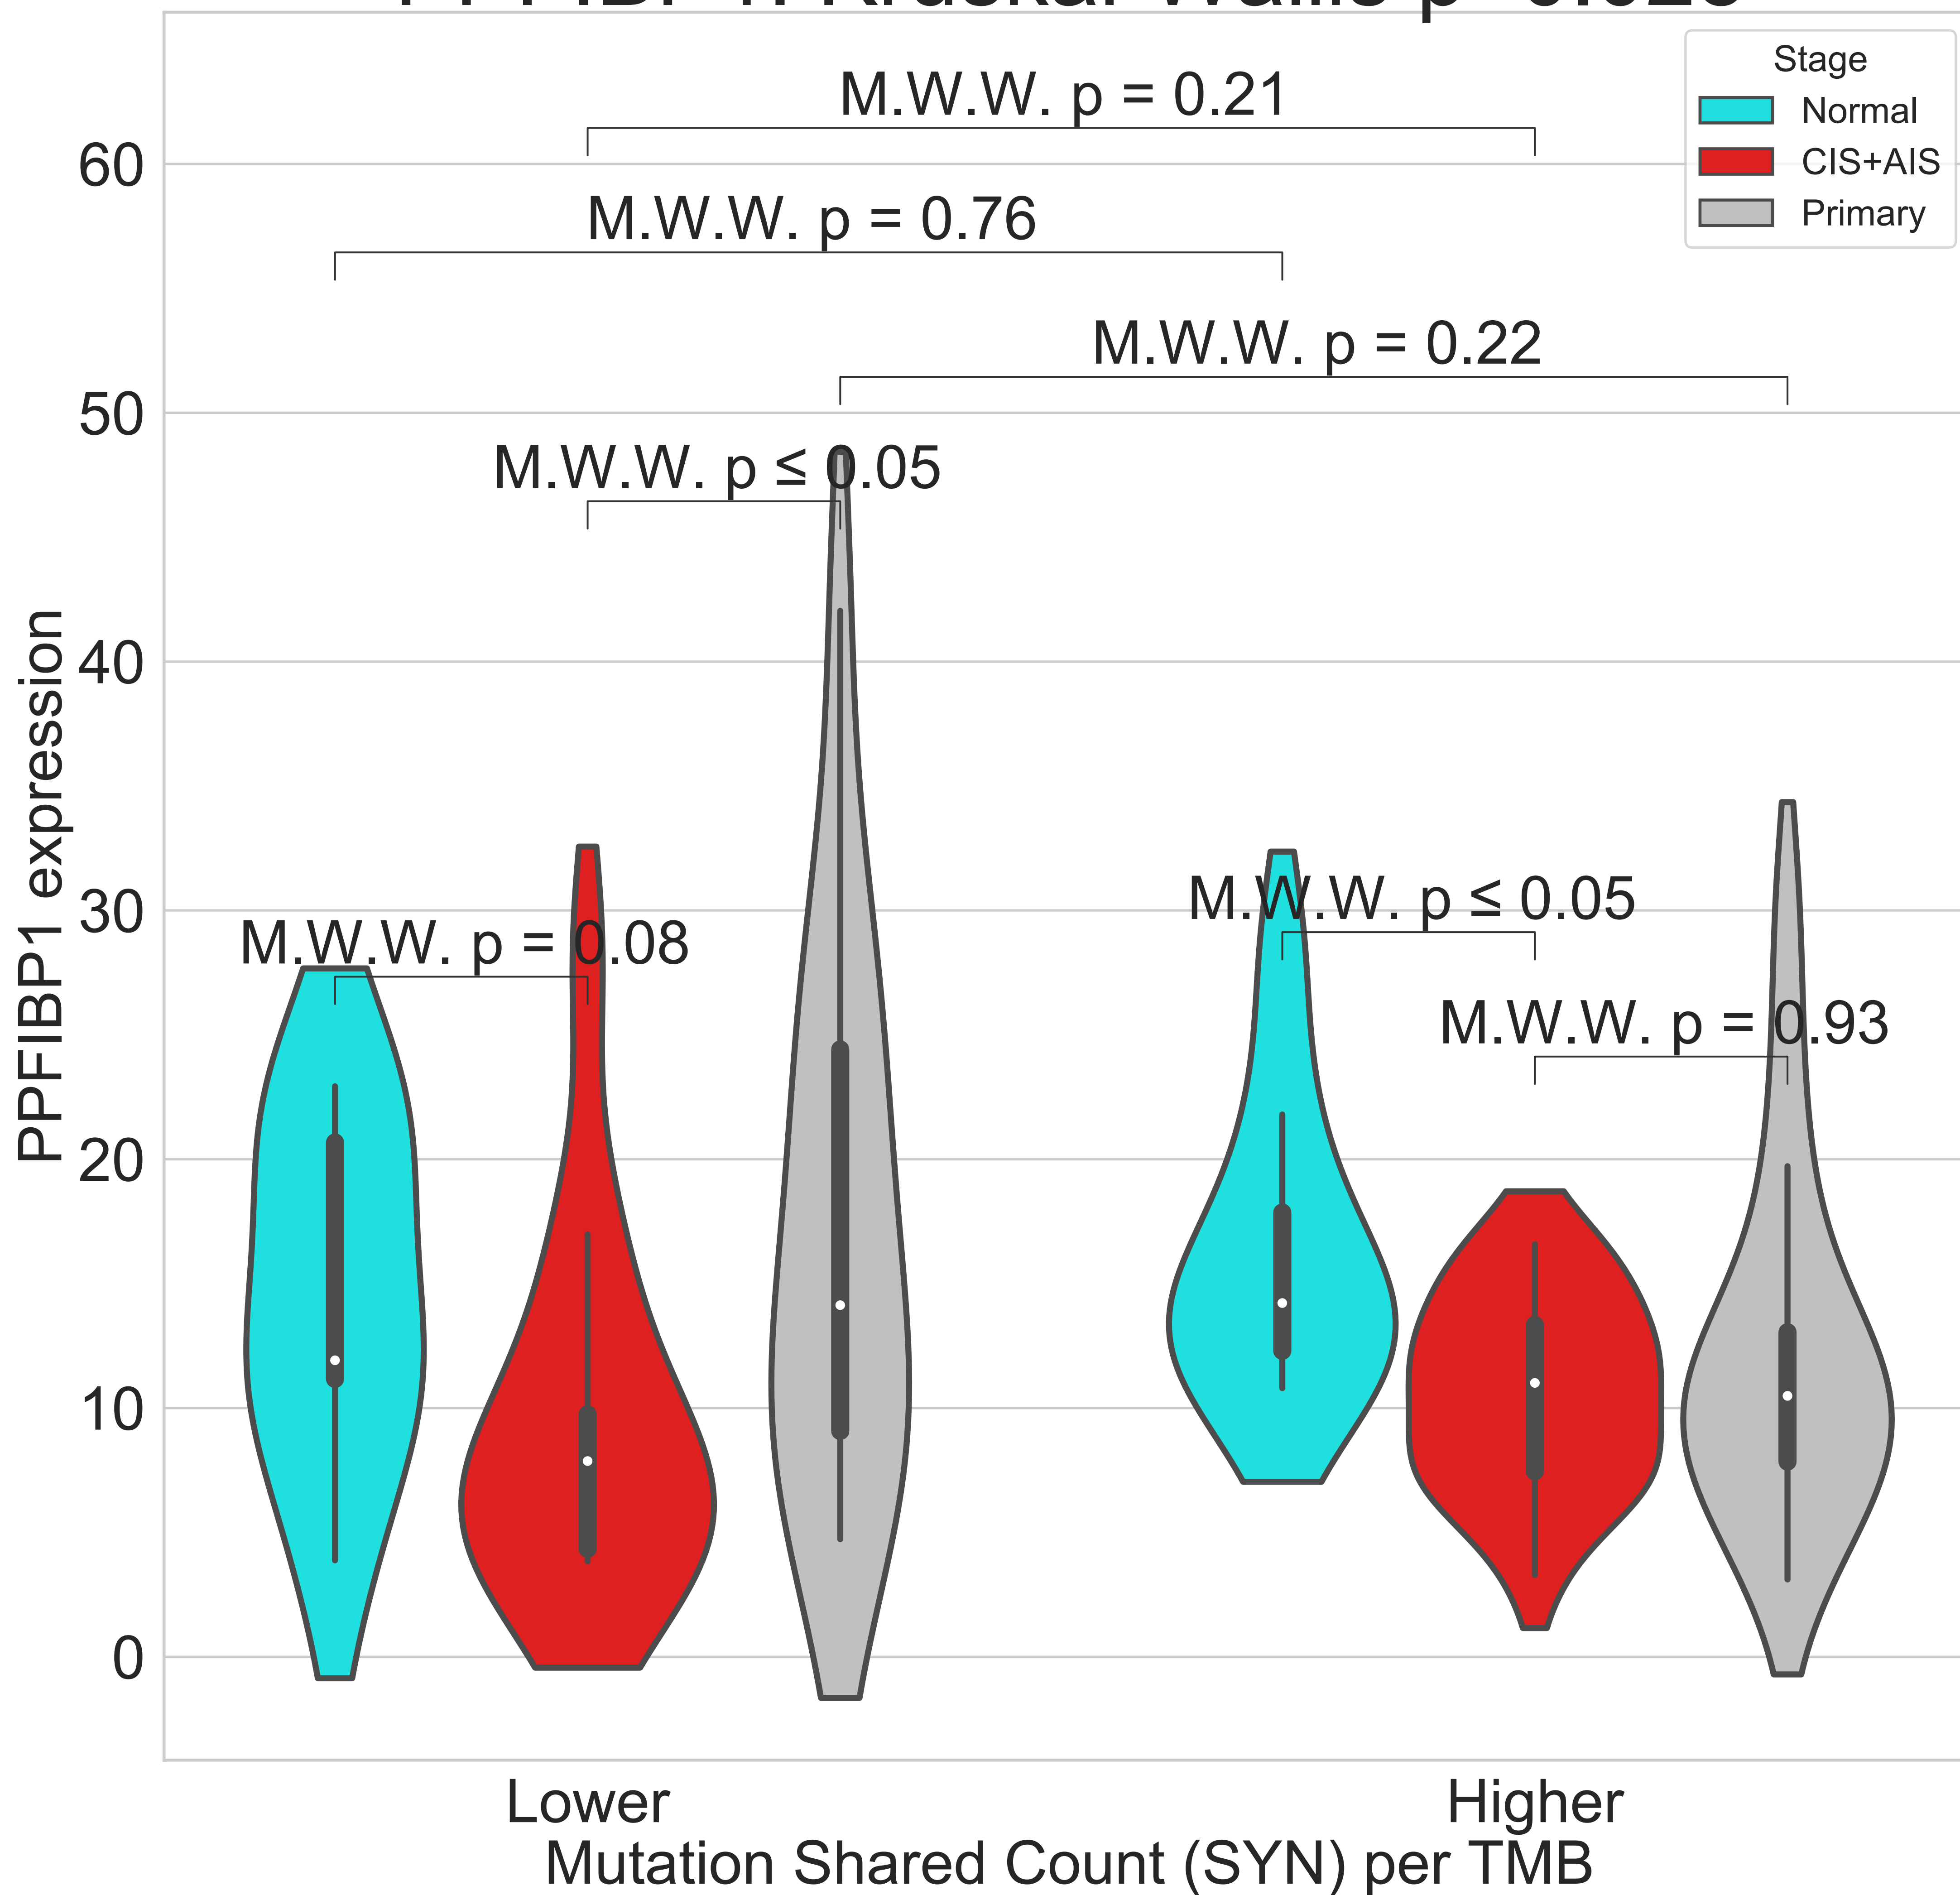 Stage
Normal
CIS+AIS
Primary
M.W.W. p = 0.21
M.W.W. p = 0.76
M.W.W. p = 0.22
M.W.W. p ≤ 0.05
M.W.W. p ≤ 0.05
M.W.W. p = 0.08
M.W.W. p = 0.93
60
50
40
30
20
10
0
PPFIBP1 expression
Lower
Higher
Mutation Shared Count (SYN) per TMB